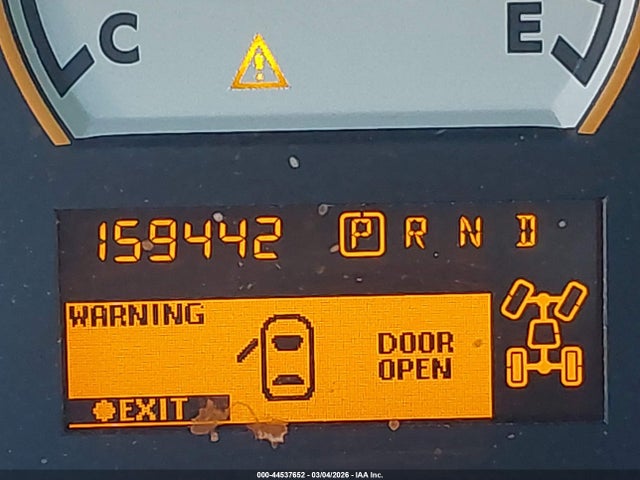 C E
159442 P R N D
WARNING
DOOR
OPEN
EXIT
000-44537652 - 03/04/2026 - IAA Inc.